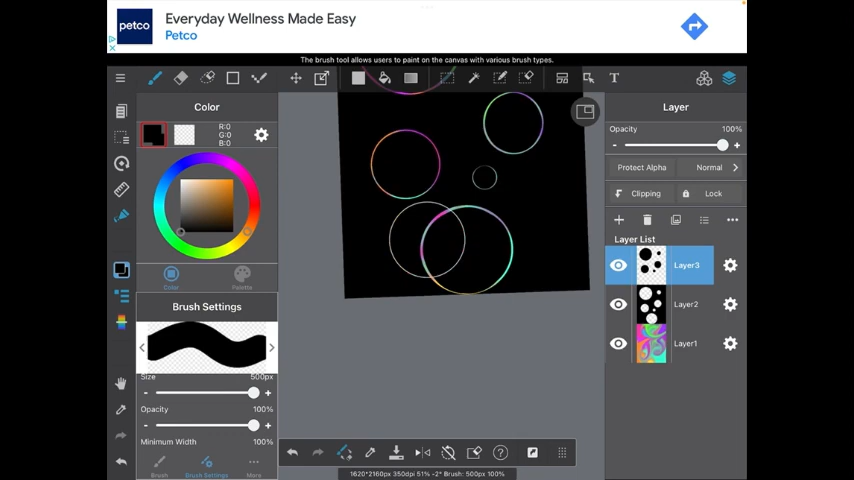 petco
Everyday Wellness Made Easy
Petco
The brush tool allows users to paint on the canvas with various brush types.
T
Color
R:0
G:0
B:0
Color
Palette
Brush Settings
Size 500px
- +
Opacity 100%
- +
Minimum Width 100%
Brush
Brush Settings
More
Layer
Opacity 100%
- +
Protect Alpha
Normal
Clipping
Lock
Layer List
Layer3
Layer2
Layer1
1620*2160px 350dpi 51% -2° Brush: 500px 100%